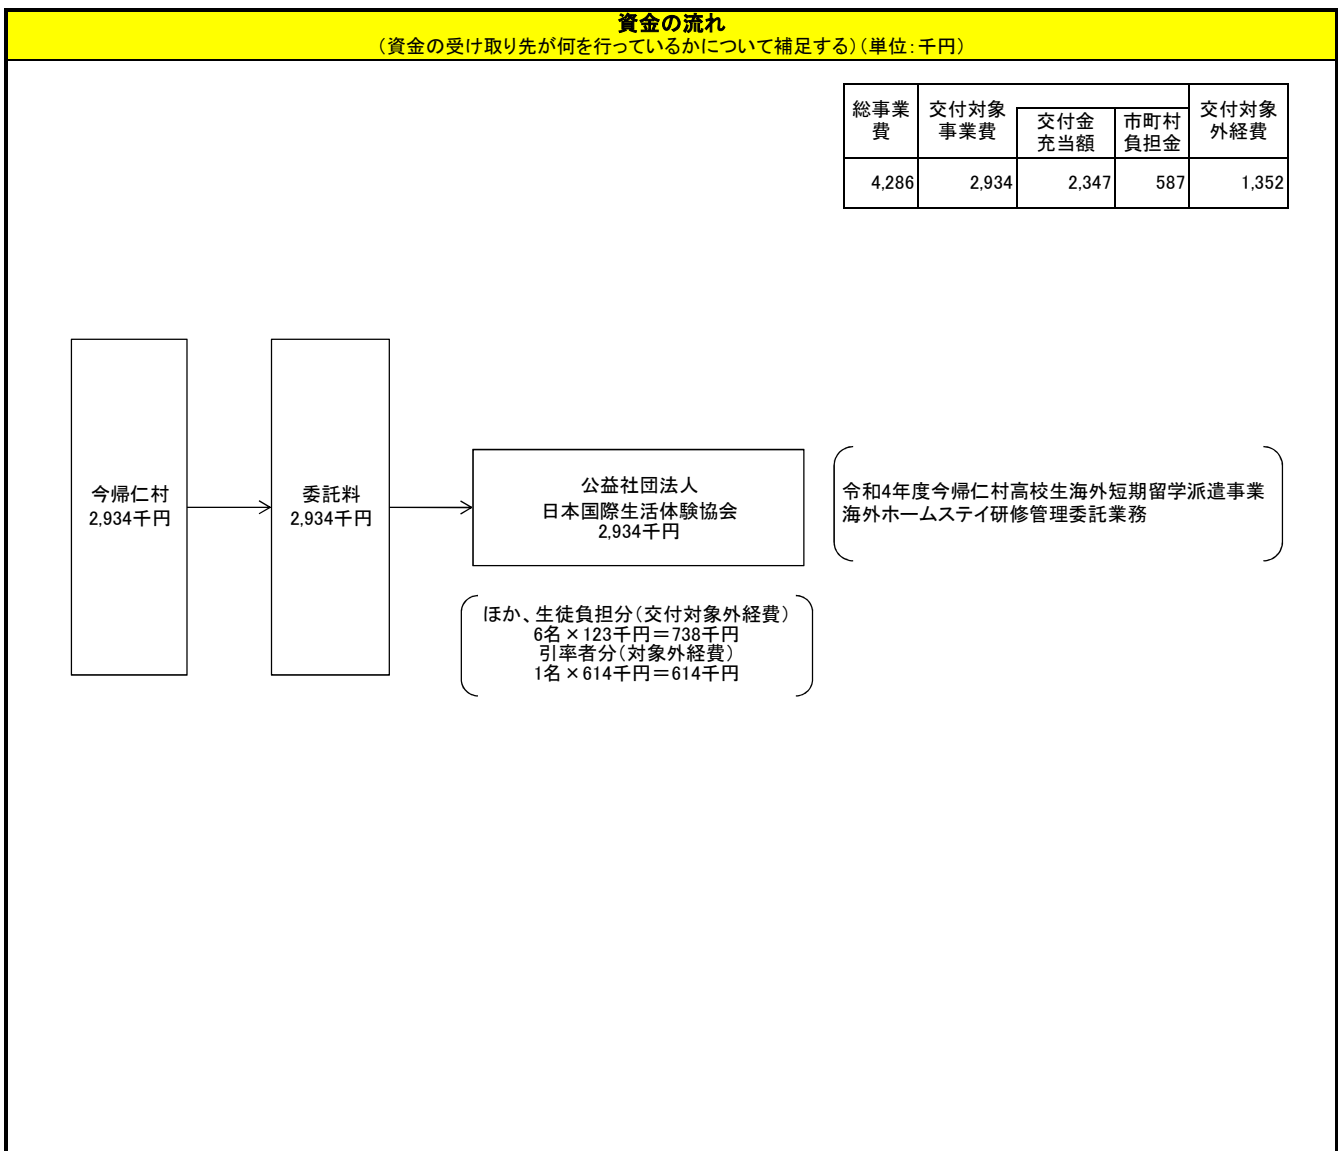 資金の流れ
（資金の受け取り先が何を行っているかについて補足する）（単位：千円）
総事業
費
交付対象
事業費
交付金
充当額
市町村
負担金
交付対象
外経費
4,286
2,934
2,347
587
1,352
今帰仁村
2,934千円
委託料
2,934千円
公益社団法人
日本国際生活体験協会
2,934千円
令和4年度今帰仁村高校生海外短期留学派遣事業
海外ホームステイ研修管理委託業務
ほか、生徒負担分（交付対象外経費）
6名×123千円＝738千円
引率者分（対象外経費）
1名×614千円＝614千円